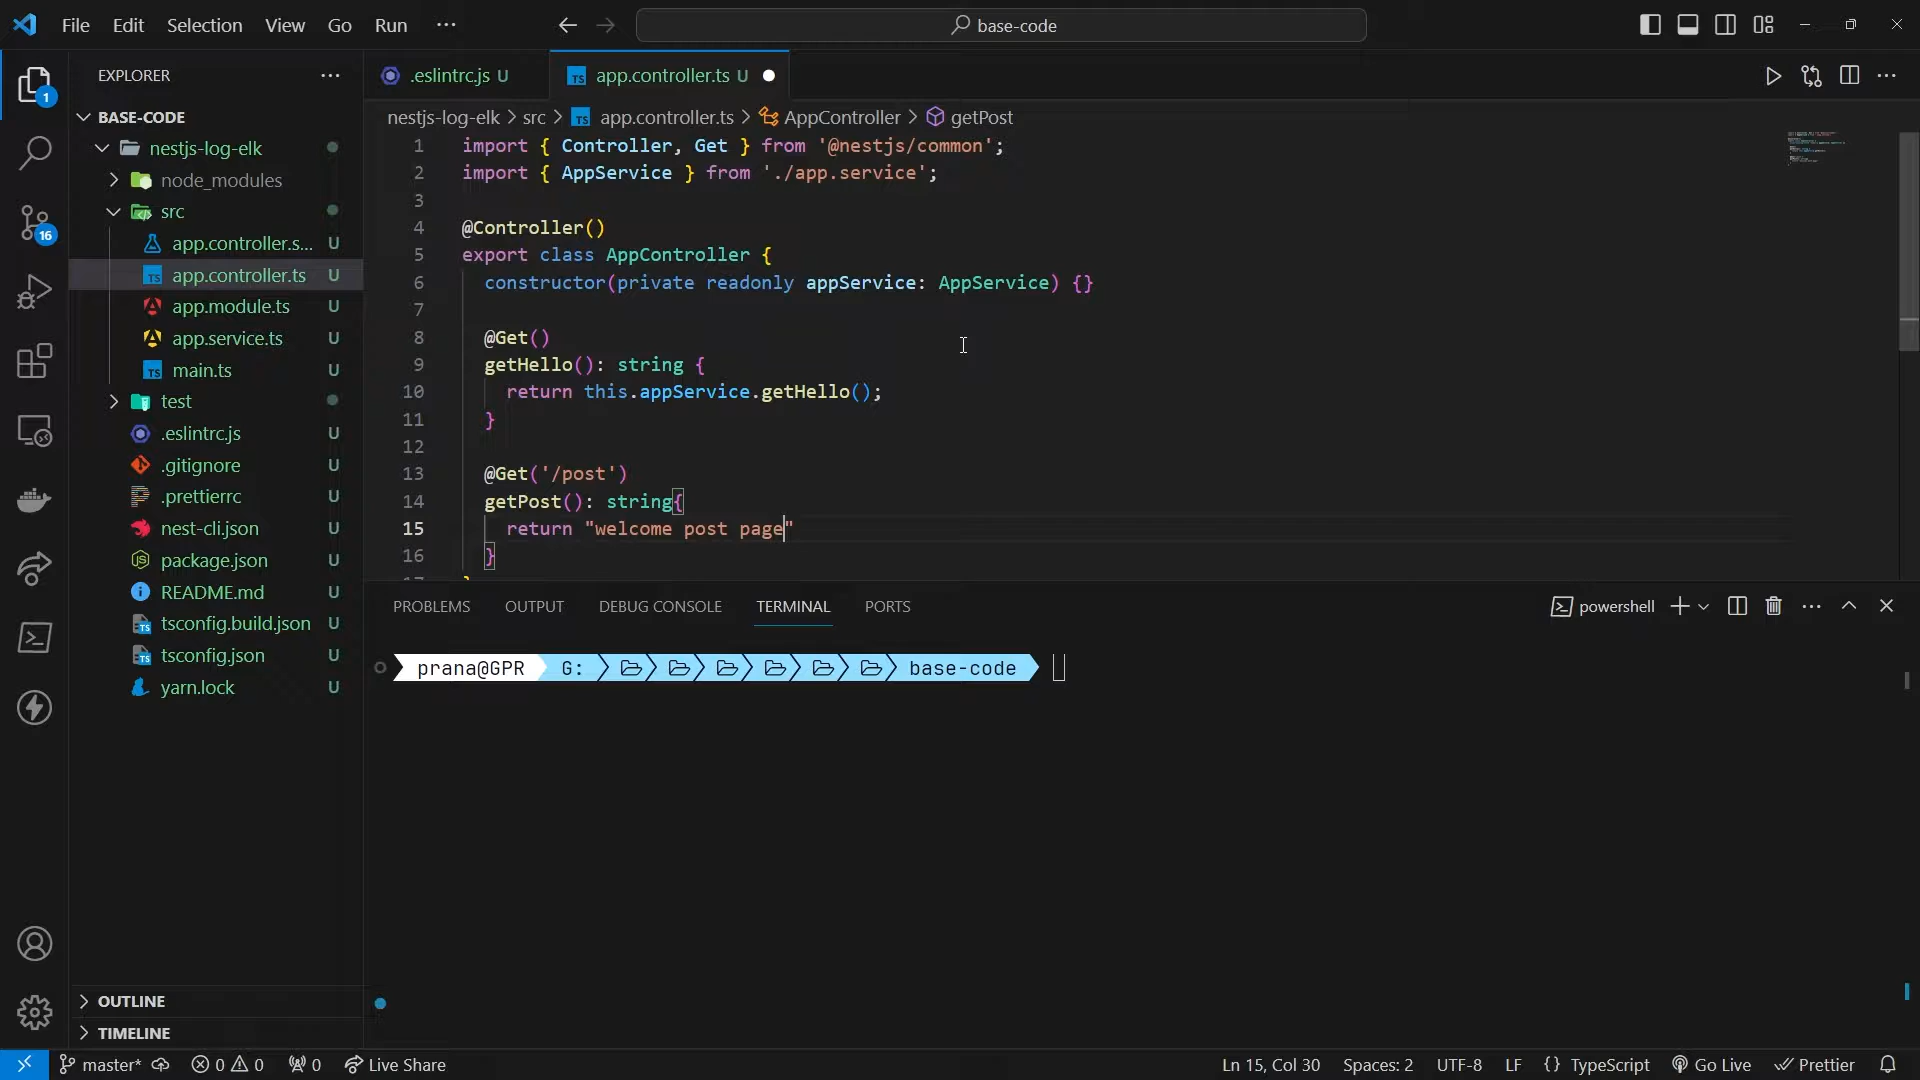 File Edit Selection View Go Run ...
base-code
EXPLORER
1
16
BASE-CODE
nestjs-log-elk
node_modules
src
app.controller.s... U
app.controller.ts U
app.module.ts U
app.service.ts U
main.ts U
test
.eslintrc.js U
.gitignore U
.prettierrc U
nest-cli.json U
package.json U
README.md U
tsconfig.build.json U
tsconfig.json U
yarn.lock U
OUTLINE
TIMELINE
.eslintrc.js U
app.controller.ts U
nestjs-log-elk > src > app.controller.ts > AppController > getPost
1 import { Controller, Get } from '@nestjs/common';
2 import { AppService } from './app.service';
3
4 @Controller()
5 export class AppController {
6 constructor(private readonly appService: AppService) {}
7
8 @Get()
9 getHello(): string {
10 return this.appService.getHello();
11 }
12
13 @Get('/post')
14 getPost(): string{
15 return "welcome post page"
16 }
PROBLEMS OUTPUT DEBUG CONSOLE TERMINAL PORTS
powershell
prana@GPR G: base-code
master* 0 0 0 Live Share
Ln 15, Col 30 Spaces: 2 UTF-8 LF {} TypeScript Go Live Prettier